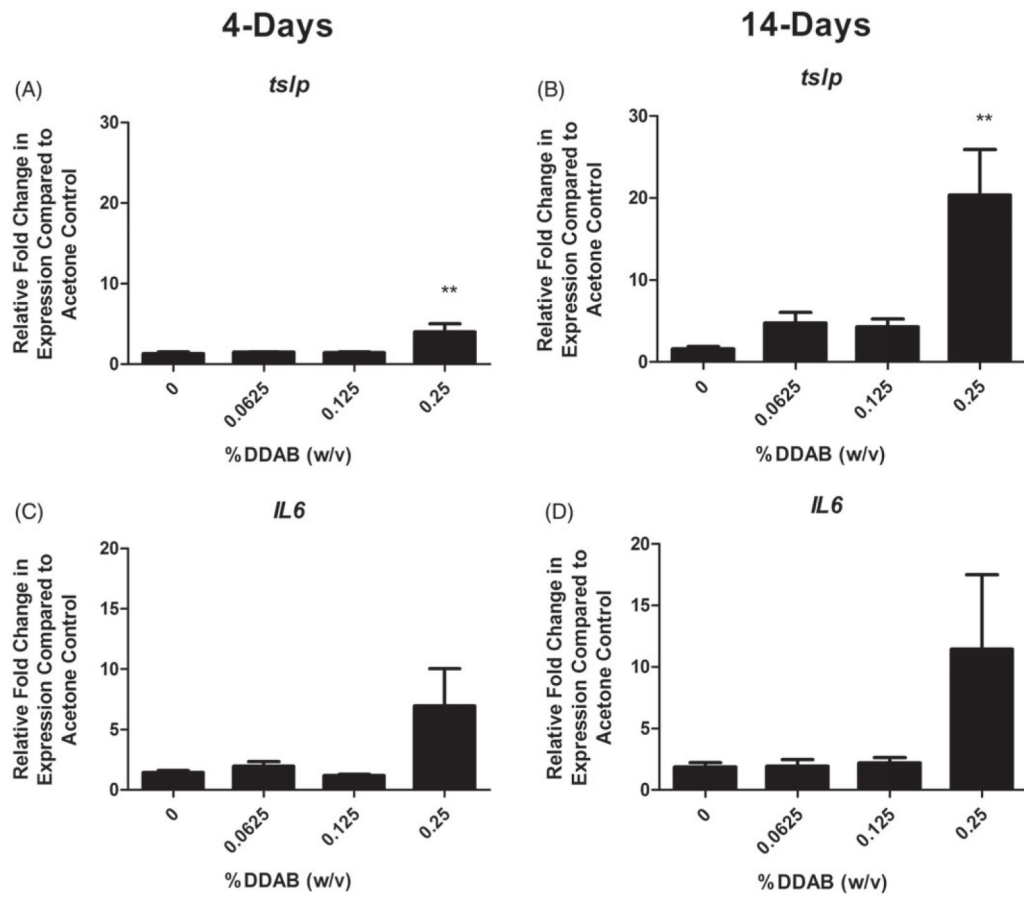 4-Days
14-Days
(A)
tslp
Relative Fold Change in
Expression Compared to
Acetone Control
30
20
10
0
**
0
0.0625
0.125
0.25
%DDAB (w/v)
(B)
tslp
Relative Fold Change in
Expression Compared to
Acetone Control
30
20
10
0
**
0
0.0625
0.125
0.25
%DDAB (w/v)
(C)
IL6
Relative Fold Change in
Expression Compared to
Acetone Control
20
15
10
5
0
0
0.0625
0.125
0.25
%DDAB (w/v)
(D)
IL6
Relative Fold Change in
Expression Compared to
Acetone Control
20
15
10
5
0
0
0.0625
0.125
0.25
%DDAB (w/v)